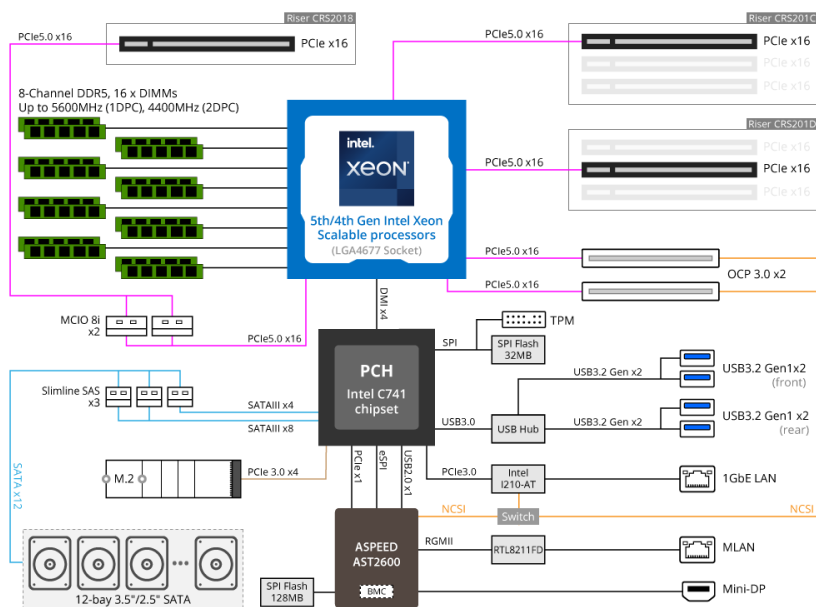 Riser CRS2018
PCIe5.0 x16
PCIe x16
Riser CRS201C
PCIe5.0 x16
PCIe x16
PCIe x16
PCIe x16
8-Channel DDR5, 16 x DIMMs
Up to 5600MHz (1DPC), 4400MHz (2DPC)
intel.
XEON
5th/4th Gen Intel Xeon
Scalable processors
(LGA4677 Socket)
Riser CRS201D
PCIe x16
PCIe5.0 x16
PCIe x16
PCIe x16
PCIe5.0 x16
PCIe5.0 x16
OCP 3.0 x2
MCIO 8i
x2
PCIe5.0 x16
DMI x4
SPI
TPM
SPI Flash
32MB
PCH
Intel C741
chipset
Slimline SAS
x3
SATAIII x4
SATAIII x8
USB3.0
USB Hub
USB3.2 Gen x2
USB3.2 Gen1x2
(front)
USB3.2 Gen x2
USB3.2 Gen1 x2
(rear)
M.2
PCIe 3.0 x4
PCIe x1
eSPI
USB2.0 x1
PCIe3.0
Intel
I210-AT
1GbE LAN
SATA x12
NCSI
Switch
NCSI
ASPEED
AST2600
BMC
RGMII
RTL8211FD
MLAN
SPI Flash
128MB
Mini-DP
12-bay 3.5"/2.5" SATA